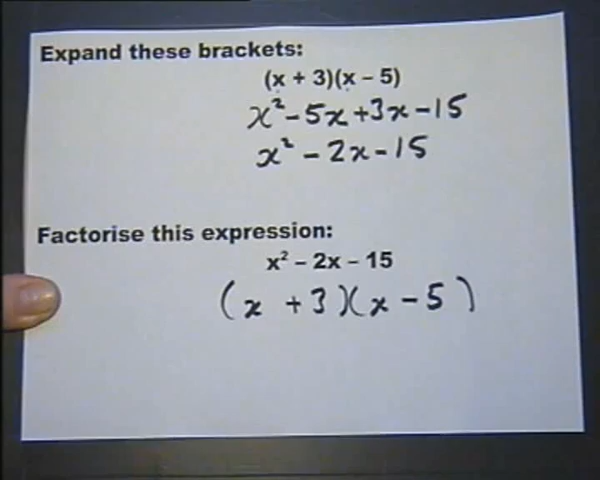 Expand these brackets:
(x + 3)(x – 5)
x² - 5x + 3x - 15
x² - 2x - 15
Factorise this expression:
x² – 2x – 15
(x + 3)(x - 5)